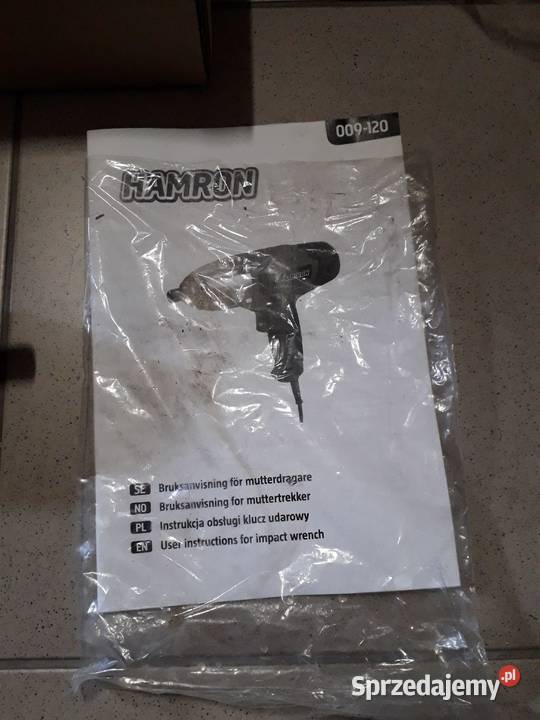 009-120
HAMRON
HAMRON
SE Bruksanvisning för mutterdragare
NO Bruksanvisning for muttertrekker
PL Instrukcja obsługi klucz udarowy
EN User instructions for impact wrench
Sprzedajemy.pl